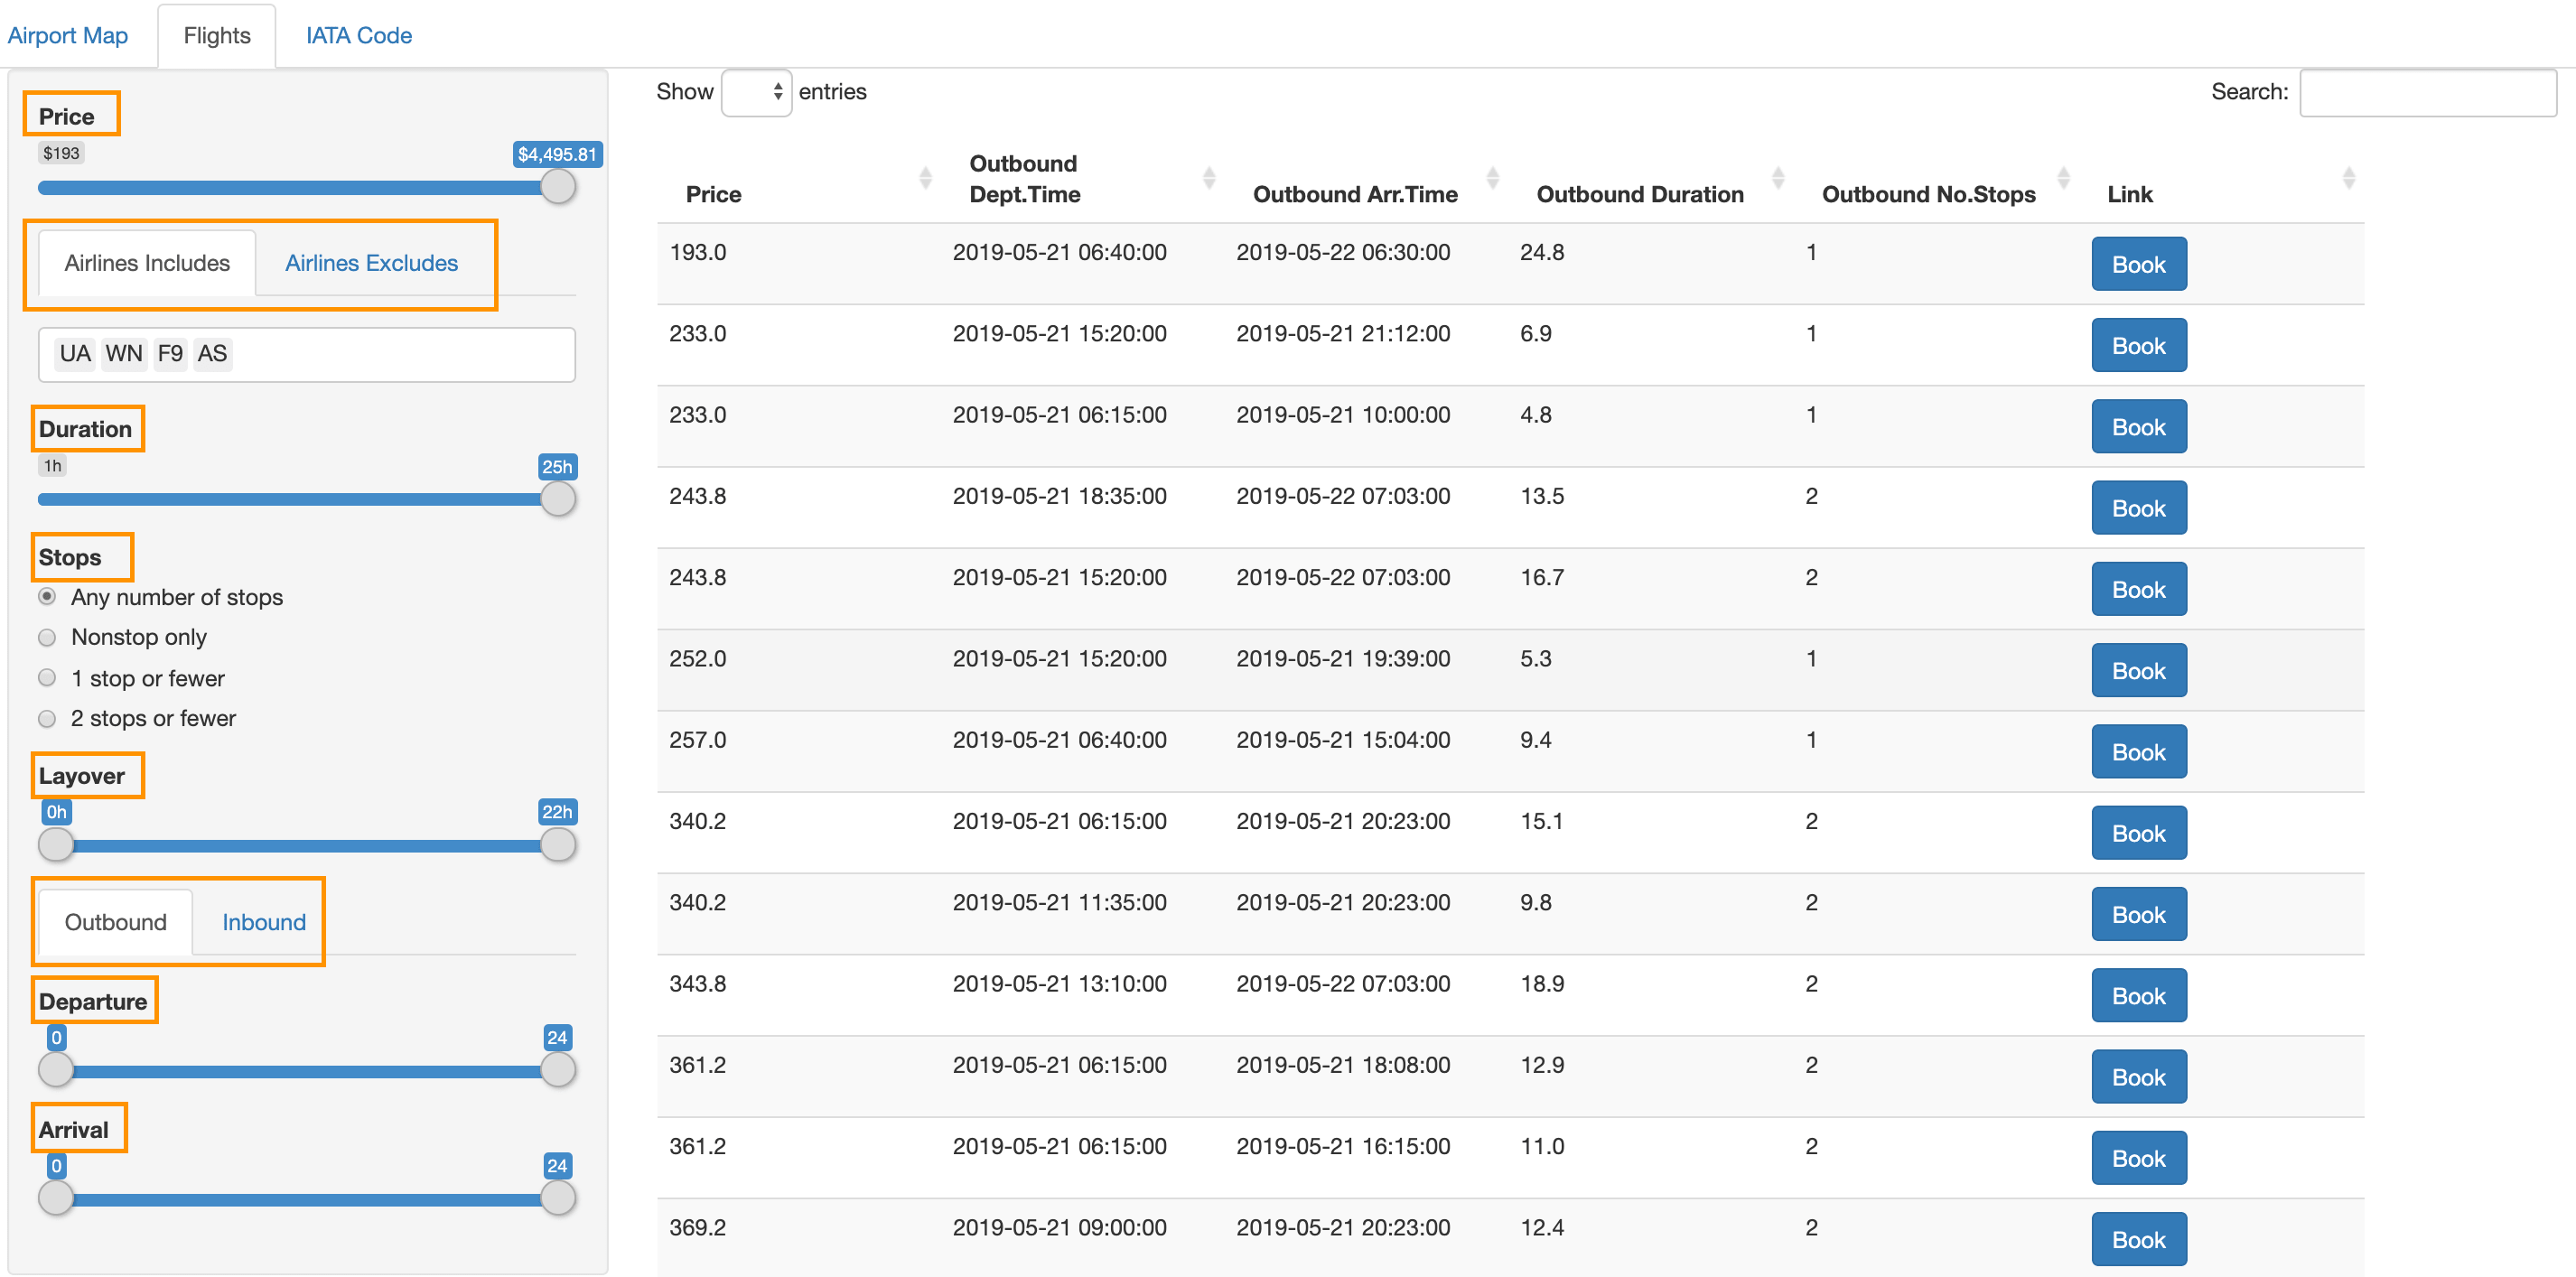 Airport Map Flights IATA Code
Price
$193 $4,495.81
Airlines Includes Airlines Excludes
UA WN F9 AS
Duration
1h 25h
Stops
Any number of stops
Nonstop only
1 stop or fewer
2 stops or fewer
Layover
0h 22h
Outbound Inbound
Departure
0 24
Arrival
0 24
Show entries Search:
Price Outbound Dept.Time Outbound Arr.Time Outbound Duration Outbound No.Stops Link
193.0 2019-05-21 06:40:00 2019-05-22 06:30:00 24.8 1 Book
233.0 2019-05-21 15:20:00 2019-05-21 21:12:00 6.9 1 Book
233.0 2019-05-21 06:15:00 2019-05-21 10:00:00 4.8 1 Book
243.8 2019-05-21 18:35:00 2019-05-22 07:03:00 13.5 2 Book
243.8 2019-05-21 15:20:00 2019-05-22 07:03:00 16.7 2 Book
252.0 2019-05-21 15:20:00 2019-05-21 19:39:00 5.3 1 Book
257.0 2019-05-21 06:40:00 2019-05-21 15:04:00 9.4 1 Book
340.2 2019-05-21 06:15:00 2019-05-21 20:23:00 15.1 2 Book
340.2 2019-05-21 11:35:00 2019-05-21 20:23:00 9.8 2 Book
343.8 2019-05-21 13:10:00 2019-05-22 07:03:00 18.9 2 Book
361.2 2019-05-21 06:15:00 2019-05-21 18:08:00 12.9 2 Book
361.2 2019-05-21 06:15:00 2019-05-21 16:15:00 11.0 2 Book
369.2 2019-05-21 09:00:00 2019-05-21 20:23:00 12.4 2 Book